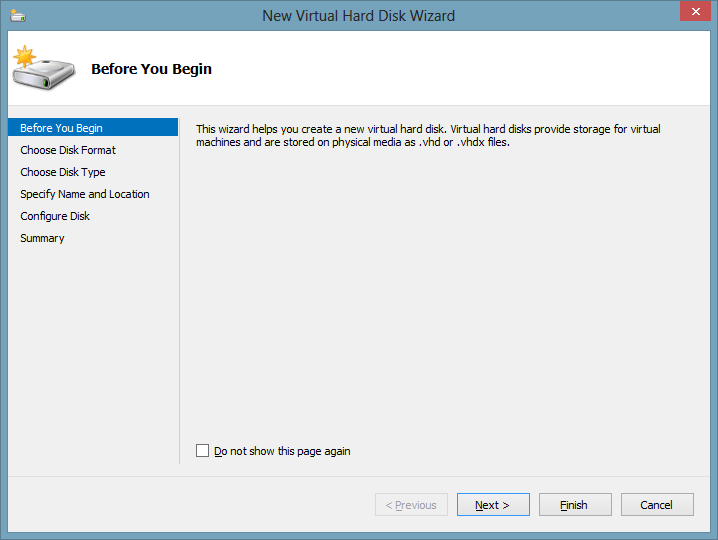 New Virtual Hard Disk Wizard
Before You Begin
Before You Begin
Choose Disk Format
Choose Disk Type
Specify Name and Location
Configure Disk
Summary
This wizard helps you create a new virtual hard disk. Virtual hard disks provide storage for virtual
machines and are stored on physical media as .vhd or .vhdx files.
Do not show this page again
< Previous
Next >
Finish
Cancel